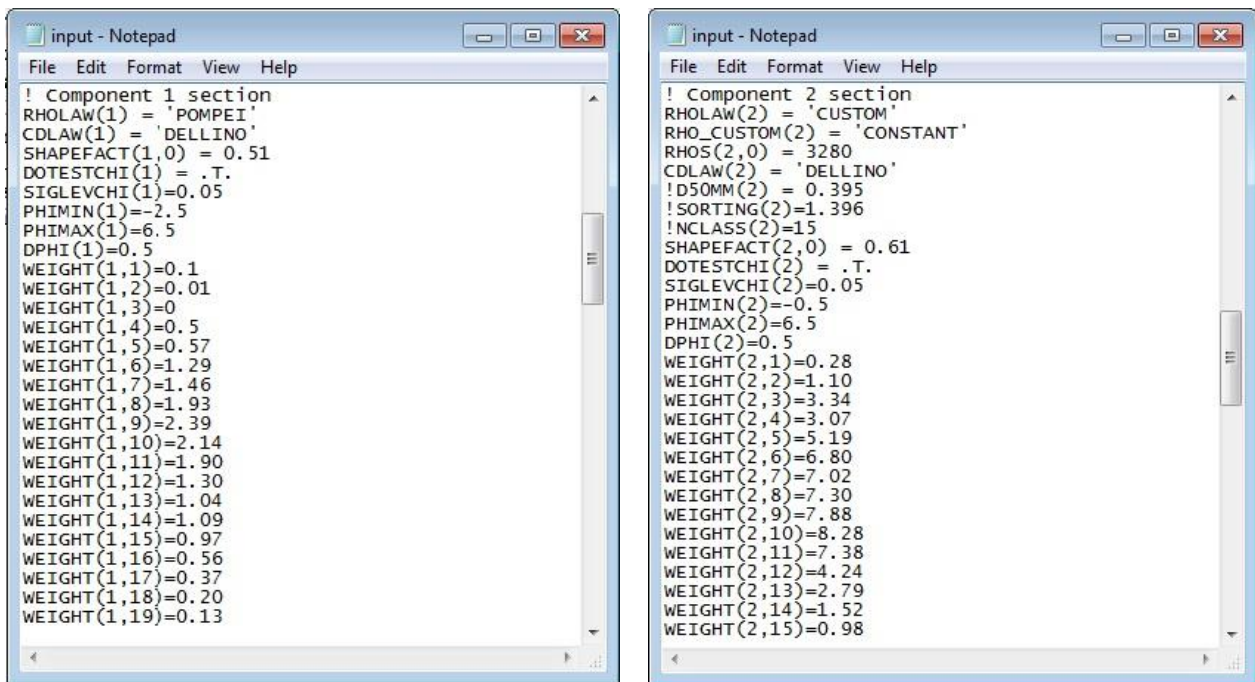 input - Notepad
File Edit Format View Help
! Component 1 section
RHOLAW(1) = 'POMPEI'
CDLAW(1) = 'DELLINO'
SHAPEFACT(1,0) = 0.51
DOTESTCHI(1) = .T.
SIGLEVCHI(1)=0.05
PHIMIN(1)=-2.5
PHIMAX(1)=6.5
DPHI(1)=0.5
WEIGHT(1,1)=0.1
WEIGHT(1,2)=0.01
WEIGHT(1,3)=0
WEIGHT(1,4)=0.5
WEIGHT(1,5)=0.57
WEIGHT(1,6)=1.29
WEIGHT(1,7)=1.46
WEIGHT(1,8)=1.93
WEIGHT(1,9)=2.39
WEIGHT(1,10)=2.14
WEIGHT(1,11)=1.90
WEIGHT(1,12)=1.30
WEIGHT(1,13)=1.04
WEIGHT(1,14)=1.09
WEIGHT(1,15)=0.97
WEIGHT(1,16)=0.56
WEIGHT(1,17)=0.37
WEIGHT(1,18)=0.20
WEIGHT(1,19)=0.13
input - Notepad
File Edit Format View Help
! Component 2 section
RHOLAW(2) = 'CUSTOM'
RHO_CUSTOM(2) = 'CONSTANT'
RHOS(2,0) = 3280
CDLAW(2) = 'DELLINO'
!D50MM(2) = 0.395
!SORTING(2)=1.396
!NCLASS(2)=15
SHAPEFACT(2,0) = 0.61
DOTESTCHI(2) = .T.
SIGLEVCHI(2)=0.05
PHIMIN(2)=-0.5
PHIMAX(2)=6.5
DPHI(2)=0.5
WEIGHT(2,1)=0.28
WEIGHT(2,2)=1.10
WEIGHT(2,3)=3.34
WEIGHT(2,4)=3.07
WEIGHT(2,5)=5.19
WEIGHT(2,6)=6.80
WEIGHT(2,7)=7.02
WEIGHT(2,8)=7.30
WEIGHT(2,9)=7.88
WEIGHT(2,10)=8.28
WEIGHT(2,11)=7.38
WEIGHT(2,12)=4.24
WEIGHT(2,13)=2.79
WEIGHT(2,14)=1.52
WEIGHT(2,15)=0.98